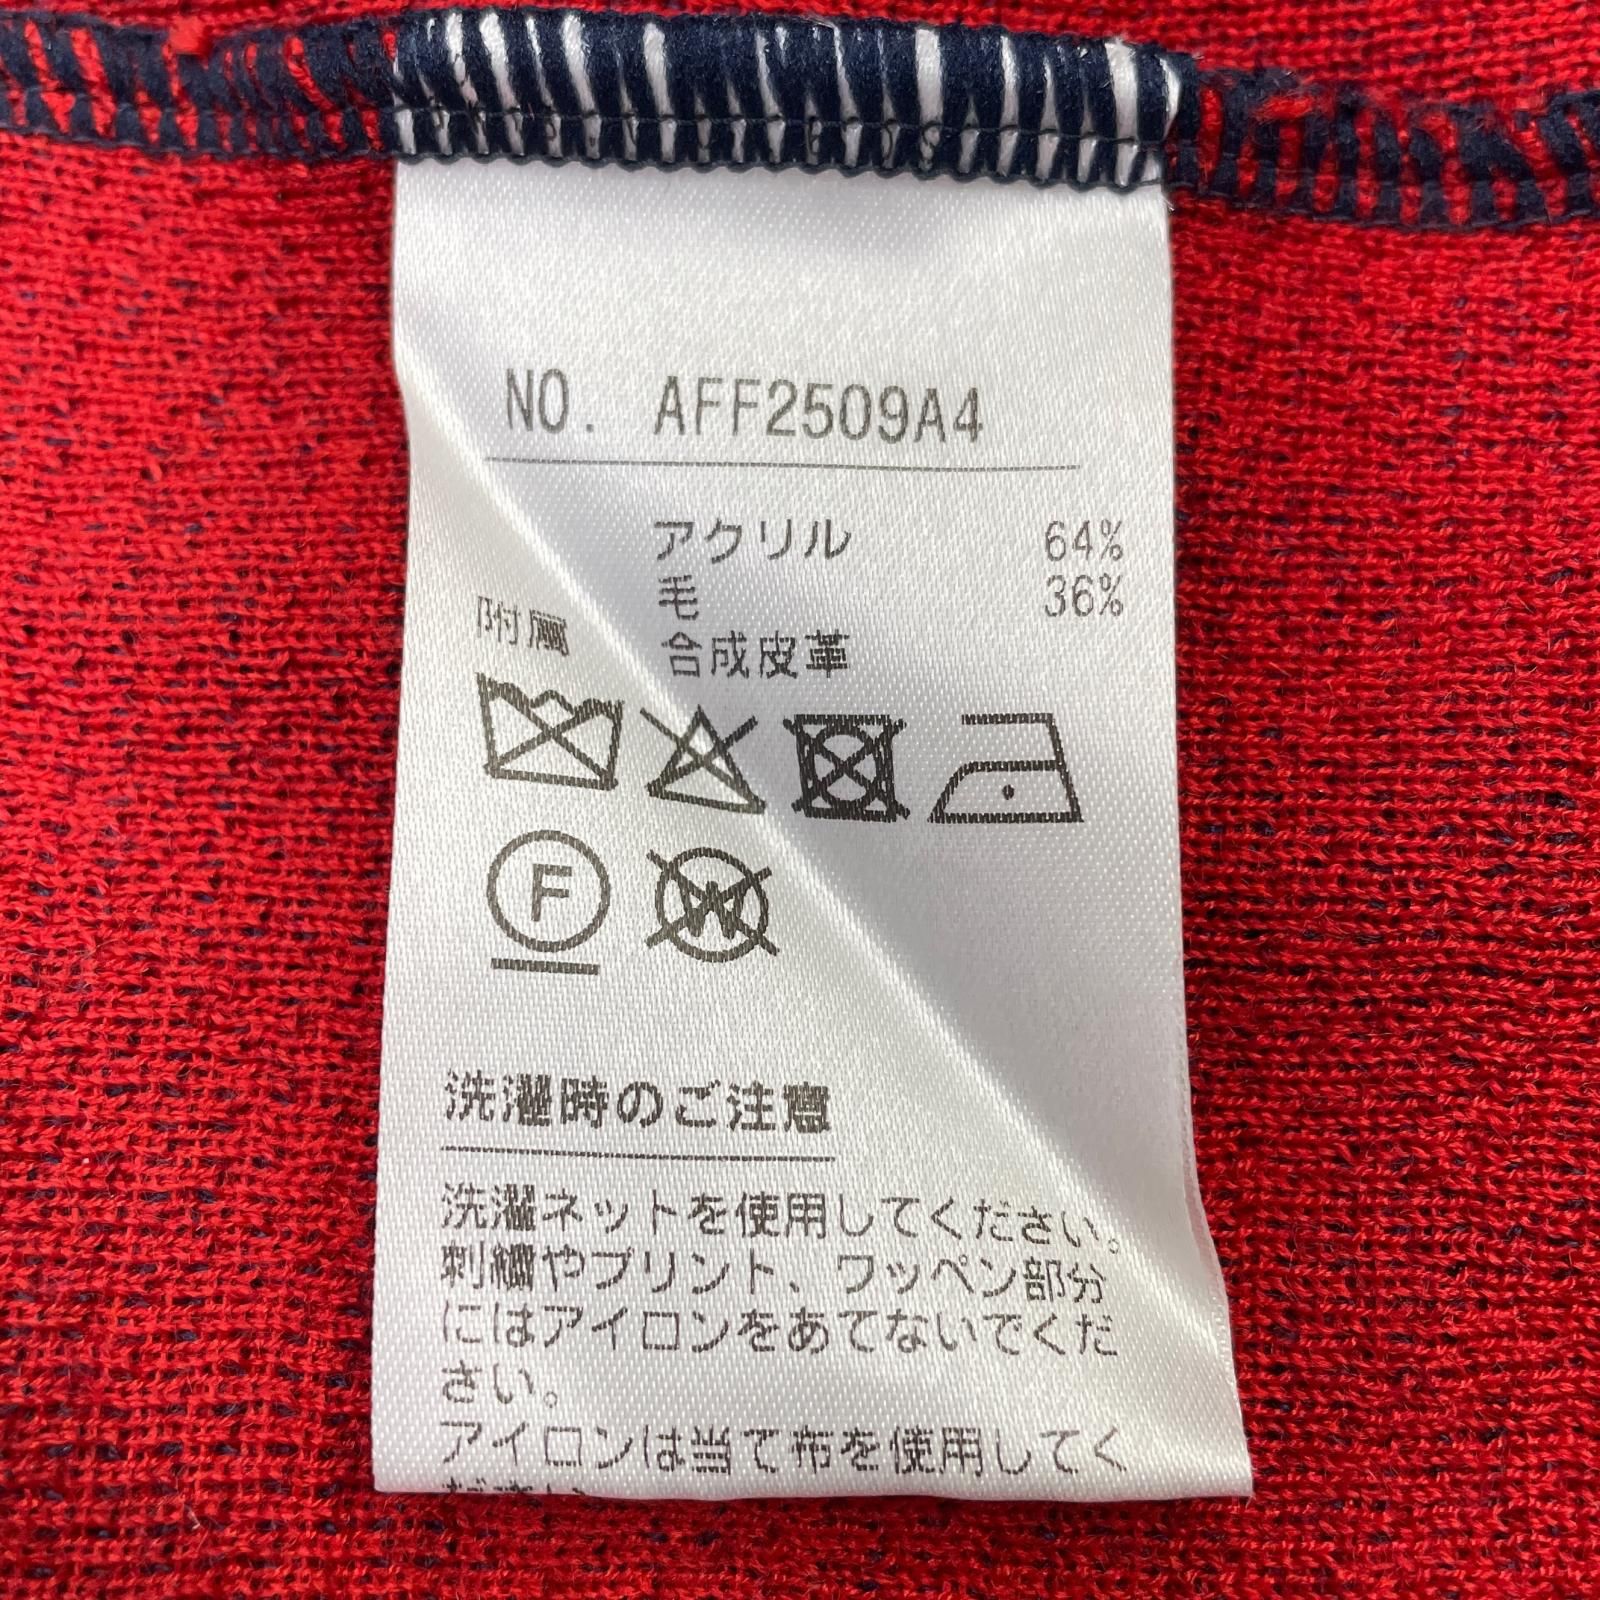 NO. AFF2509A4
アクリル 64%
毛 36%
附属 合成皮革
F
W
洗濯時のご注意
洗濯ネットを使用してください。
刺繍やプリント、ワッペン部分
にはアイロンをあてないでくだ
さい。
アイロンは当て布を使用してく
ださい